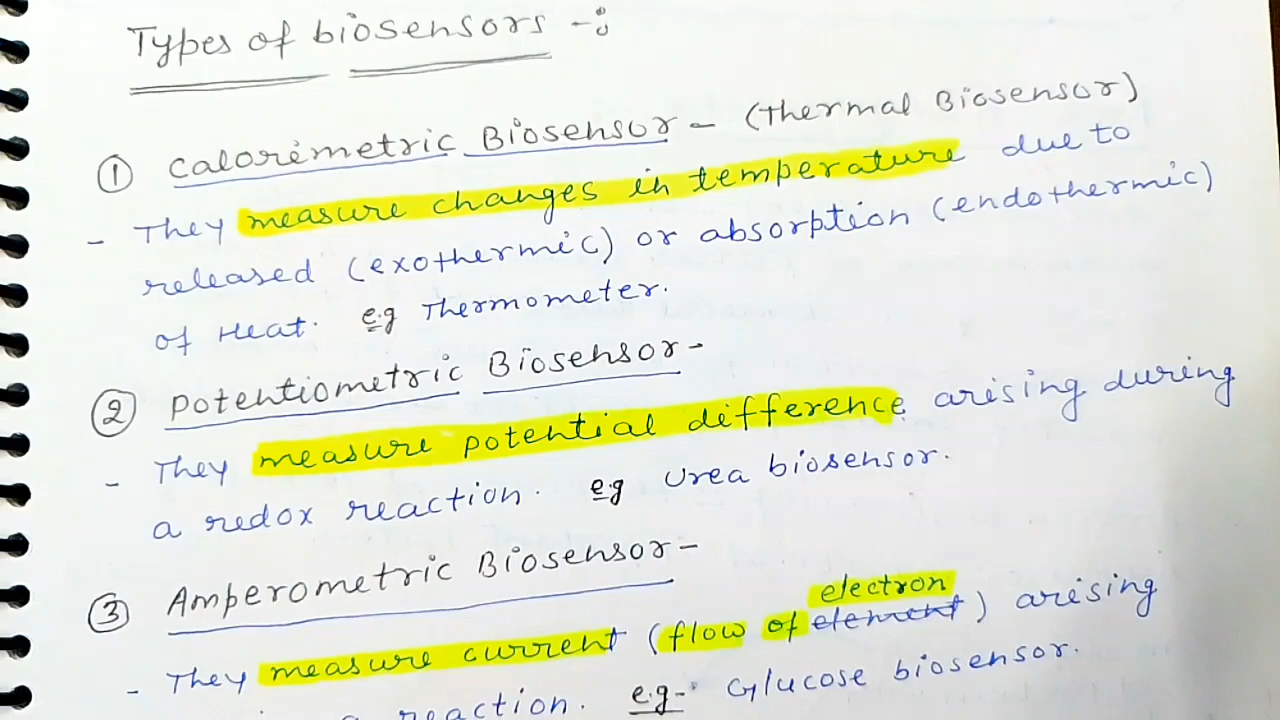 Types of biosensors -:
① Calorimetric Biosensor - (Thermal Biosensor)
- They measure changes in temperature due to
released (exothermic) or absorption (endothermic)
of Heat. e.g Thermometer.
② Potentiometric Biosensor -
- They measure potential difference arising during
a redox reaction. e.g Urea biosensor.
③ Amperometric Biosensor -
electron
- They measure current (flow of element) arising
a reaction. e.g - Glucose biosensor.